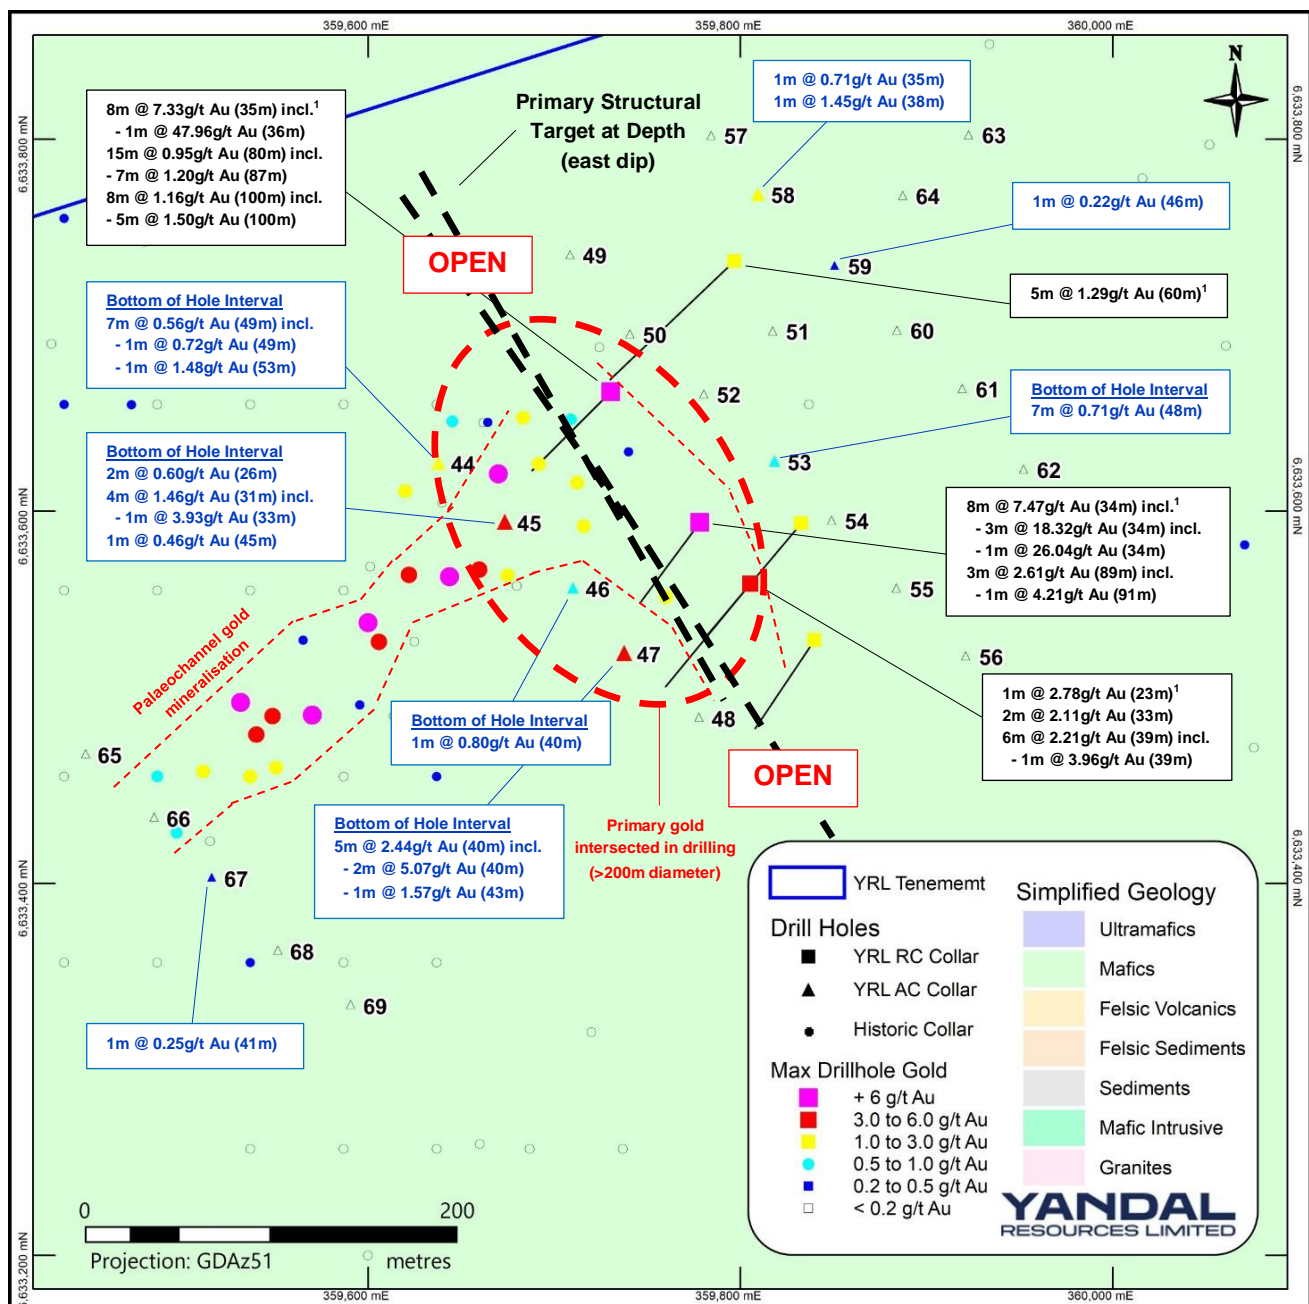 359,600 mE
359,800 mE
360,000 mE
N
6,633,800 mN
6,633,800 mN
8m @ 7.33g/t Au (35m) incl.1
- 1m @ 47.96g/t Au (36m)
15m @ 0.95g/t Au (80m) incl.
- 7m @ 1.20g/t Au (87m)
8m @ 1.16g/t Au (100m) incl.
- 5m @ 1.50g/t Au (100m)
Primary Structural
Target at Depth
(east dip)
1m @ 0.71g/t Au (35m)
1m @ 1.45g/t Au (38m)
57
63
58
64
1m @ 0.22g/t Au (46m)
OPEN
49
59
5m @ 1.29g/t Au (60m)1
Bottom of Hole Interval
7m @ 0.56g/t Au (49m) incl.
- 1m @ 0.72g/t Au (49m)
- 1m @ 1.48g/t Au (53m)
50
51
60
52
61
Bottom of Hole Interval
7m @ 0.71g/t Au (48m)
44
53
62
Bottom of Hole Interval
2m @ 0.60g/t Au (26m)
4m @ 1.46g/t Au (31m) incl.
- 1m @ 3.93g/t Au (33m)
1m @ 0.46g/t Au (45m)
6,633,600 mN
6,633,600 mN
45
54
8m @ 7.47g/t Au (34m) incl.1
- 3m @ 18.32g/t Au (34m) incl.
- 1m @ 26.04g/t Au (34m)
3m @ 2.61g/t Au (89m) incl.
- 1m @ 4.21g/t Au (91m)
46
55
47
56
Palaeochannel gold
mineralisation
1m @ 2.78g/t Au (23m)1
2m @ 2.11g/t Au (33m)
6m @ 2.21g/t Au (39m) incl.
- 1m @ 3.96g/t Au (39m)
48
Bottom of Hole Interval
1m @ 0.80g/t Au (40m)
65
OPEN
66
Bottom of Hole Interval
5m @ 2.44g/t Au (40m) incl.
- 2m @ 5.07g/t Au (40m)
- 1m @ 1.57g/t Au (43m)
Primary gold
intersected in drilling
(>200m diameter)
67
6,633,400 mN
6,633,400 mN
68
69
1m @ 0.25g/t Au (41m)
YRL Tenememt
Drill Holes
YRL RC Collar
YRL AC Collar
Historic Collar
Max Drillhole Gold
+ 6 g/t Au
3.0 to 6.0 g/t Au
1.0 to 3.0 g/t Au
0.5 to 1.0 g/t Au
0.2 to 0.5 g/t Au
< 0.2 g/t Au
Simplified Geology
Ultramafics
Mafics
Felsic Volcanics
Felsic Sediments
Sediments
Mafic Intrusive
Granites
YANDAL
RESOURCES LIMITED
0
200
Projection: GDAz51
metres
6,633,200 mN
6,633,200 mN
359,600 mE
359,800 mE
360,000 mE